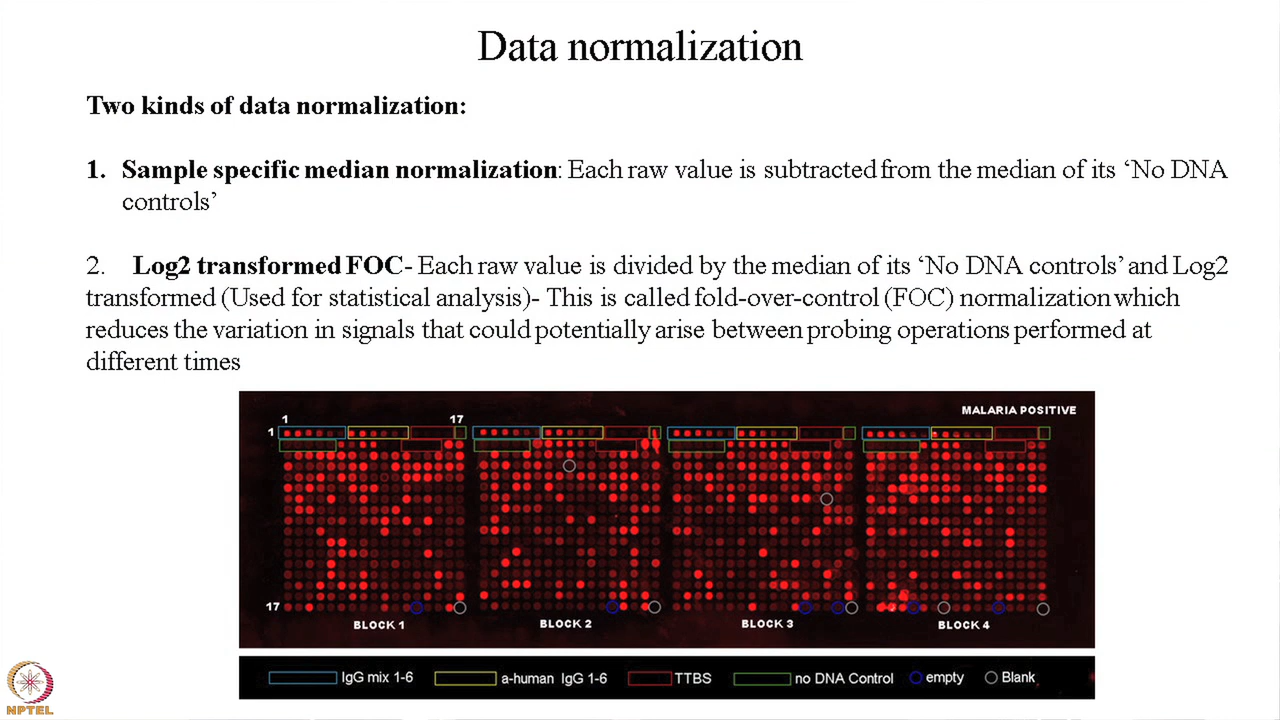 Data normalization
Two kinds of data normalization:
1. Sample specific median normalization: Each raw value is subtracted from the median of its ‘No DNA
controls’
2. Log2 transformed FOC- Each raw value is divided by the median of its ‘No DNA controls’ and Log2
transformed (Used for statistical analysis)- This is called fold-over-control (FOC) normalization which
reduces the variation in signals that could potentially arise between probing operations performed at
different times
MALARIA POSITIVE
1 17
1
17
BLOCK 1 BLOCK 2 BLOCK 3 BLOCK 4
IgG mix 1-6 a-human IgG 1-6 TTBS no DNA Control empty Blank
NPTEL